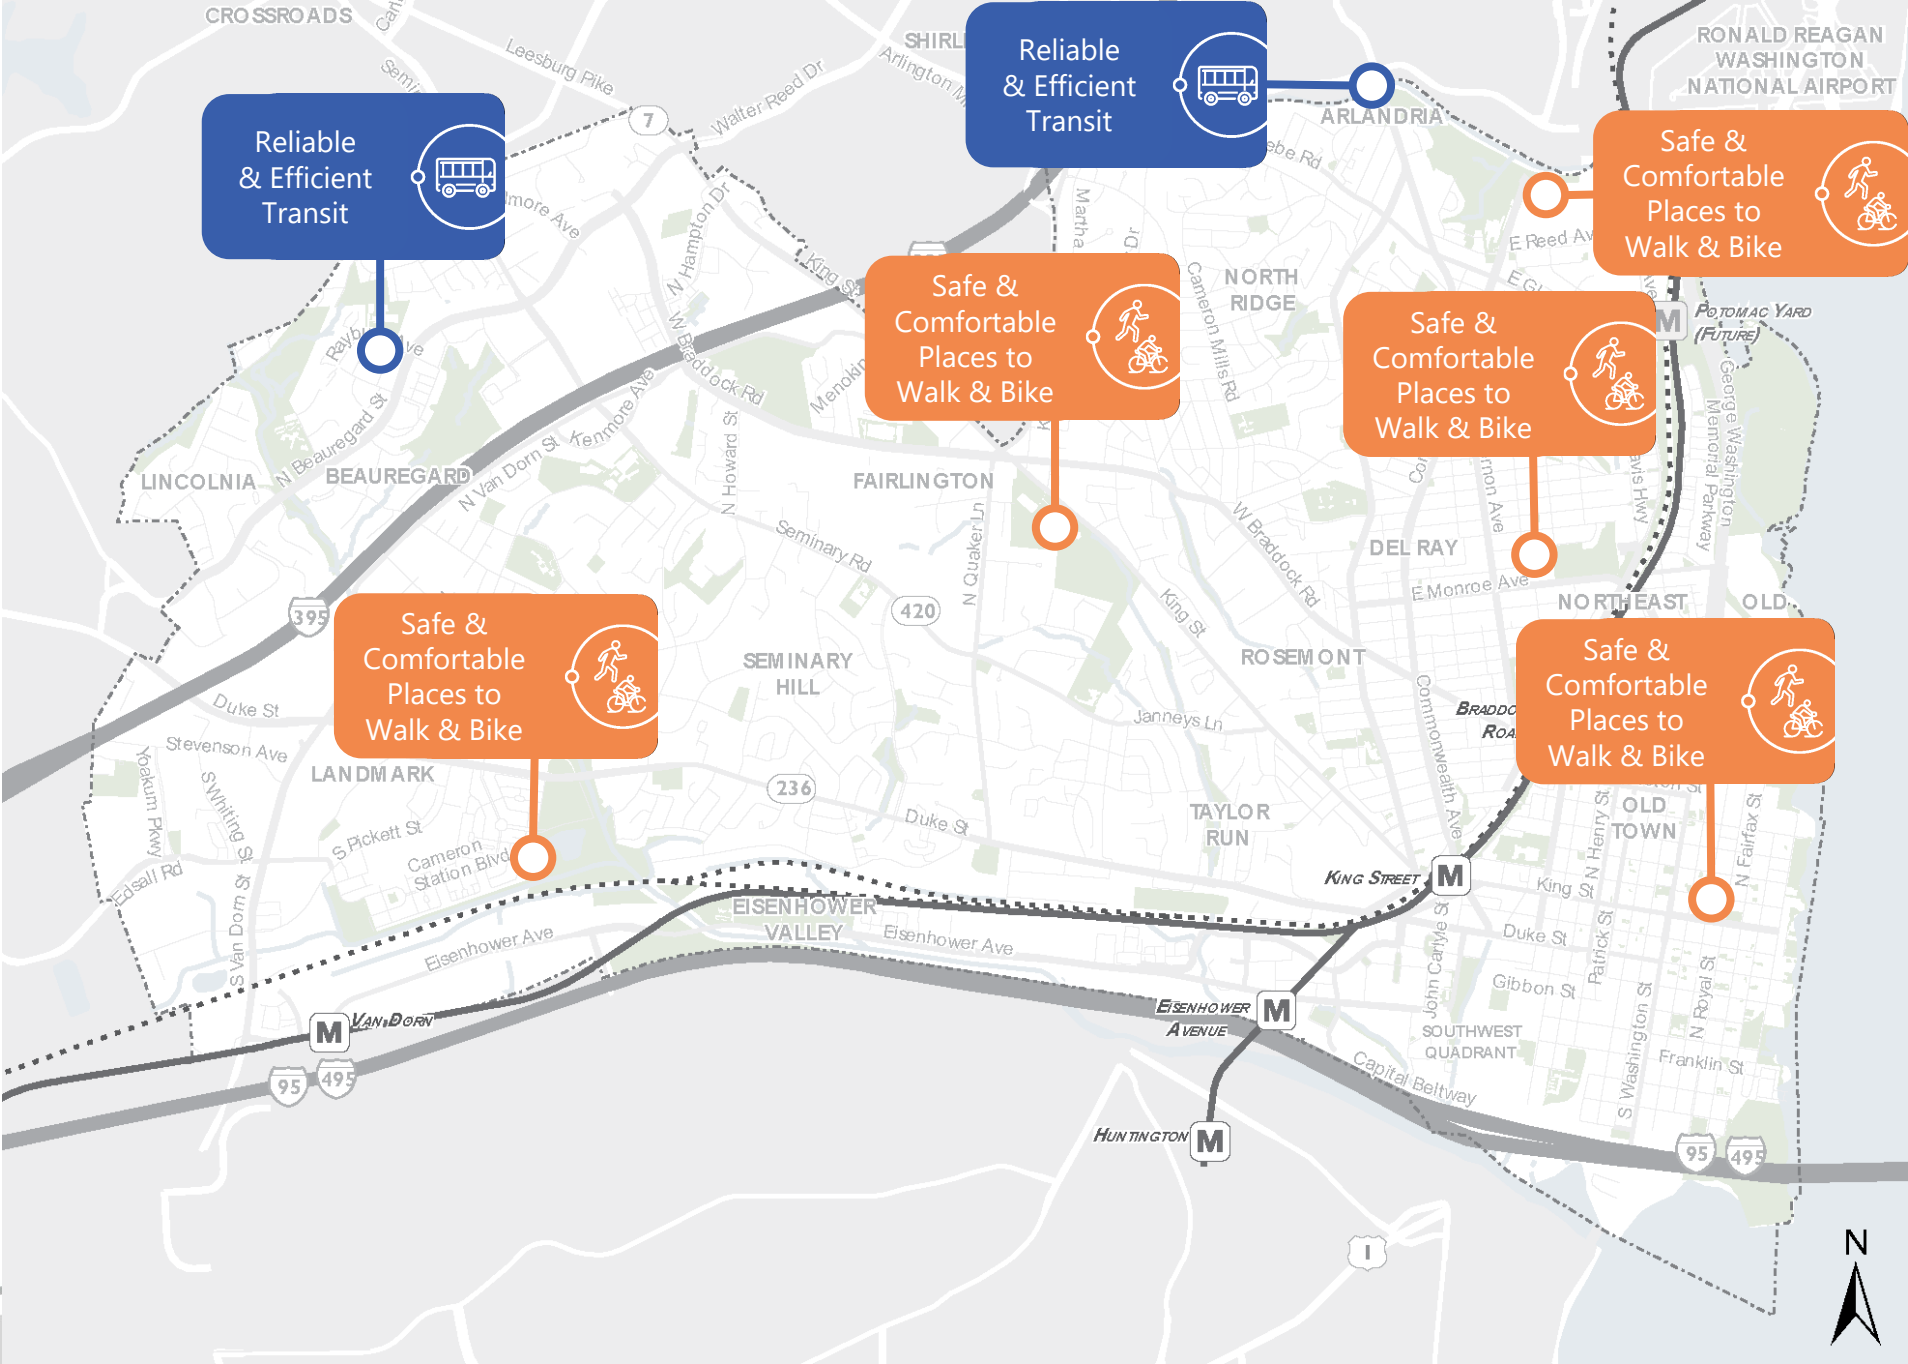 CROSSROADS
Leesburg Pike
Walter Reed Dr
7
Reliable
& Efficient
Transit
Reliable
& Efficient
Transit
ARLANDRIA
RONALD REAGAN
WASHINGTON
NATIONAL AIRPORT
Safe &
Comfortable
Places to
Walk & Bike
E Reed
N Hampton Dr
King St
Martha
Dr
NORTH
RIDGE
Cameron Mills Rd
Safe &
Comfortable
Places to
Walk & Bike
Safe &
Comfortable
Places to
Walk & Bike
M
POTOMAC YARD
(FUTURE)
George Washington
Memorial Parkway
Ave
W Braddock Rd
Kenmore Ave
N Howard St
N Van Dorn St
N Beauregard St
LINCOLNIA
BEAUREGARD
FAIRLINGTON
Seminary Rd
N Quaker Ln
W Braddock Rd
DEL RAY
E Monroe Ave
NORTHEAST
OLD
395
420
King St
Safe &
Comfortable
Places to
Walk & Bike
SEMINARY
HILL
ROSEMONT
Safe &
Comfortable
Places to
Walk & Bike
Janneys Ln
Commonwealth Ave
Duke St
Stevenson Ave
LANDMARK
Yoakum Pkwy
S Whiting St
S Pickett St
Cameron
Station Blvd
Edsall Rd
236
Duke St
TAYLOR
RUN
OLD
TOWN
N Henry St
N Fairfax St
KING STREET
M
King St
Duke St
Patrick St
EISENHOWER
VALLEY
Eisenhower Ave
Eisenhower Ave
S Van Dorn St
John Carlyle St
Gibbon St
N Royal St
S Washington St
M
VAN DORN
EISENHOWER
AVENUE
M
SOUTHWEST
QUADRANT
Franklin St
Capital Beltway
95
495
HUNTINGTON
M
95
495
1
N